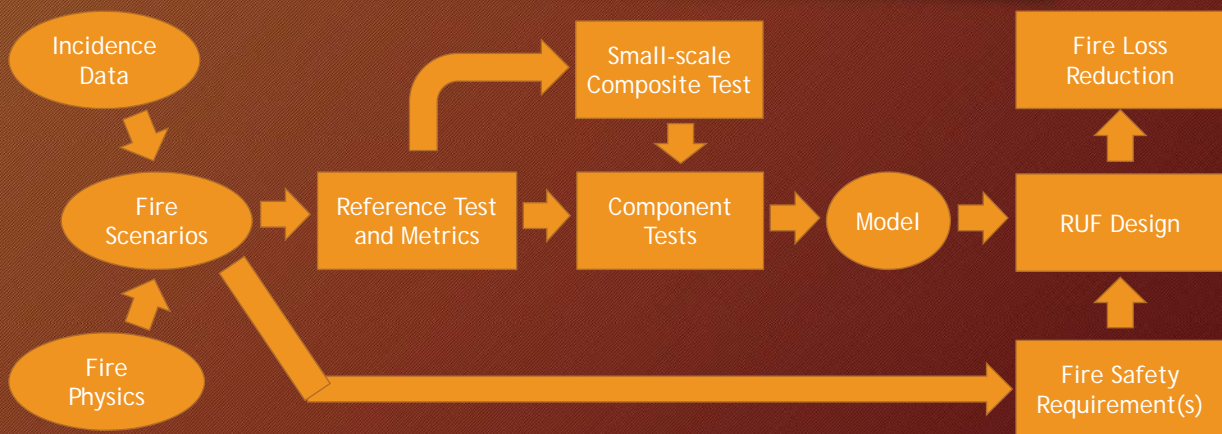 Incidence
Data
Small-scale
Composite Test
Fire Loss
Reduction
Fire
Scenarios
Reference Test
and Metrics
Component
Tests
Model
RUF Design
Fire
Physics
Fire Safety
Requirement(s)